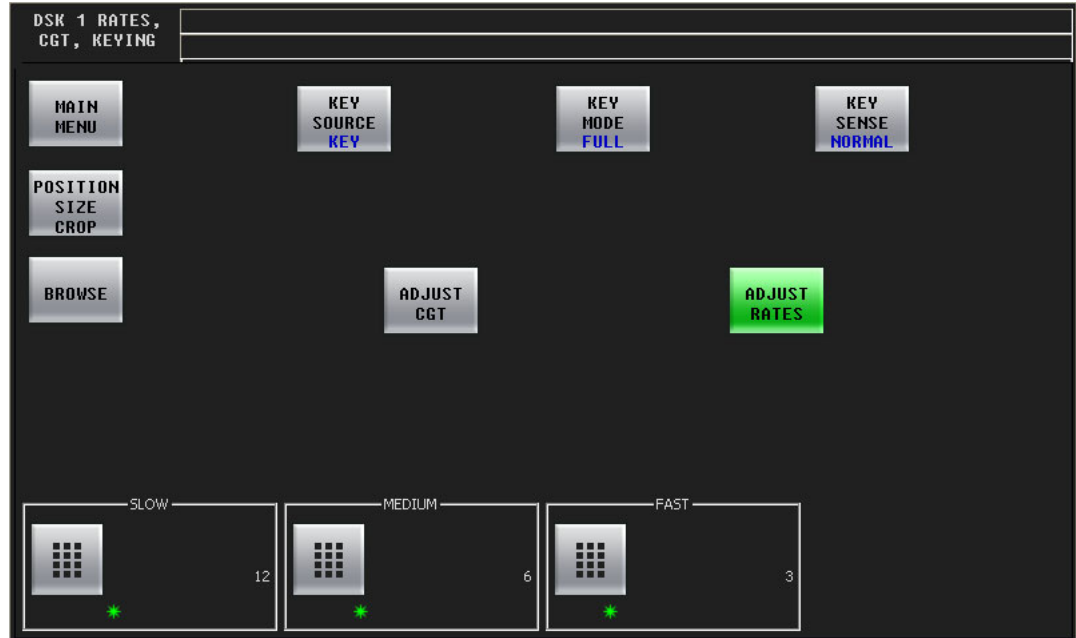 DSK 1 RATES,
CGT, KEYING
MAIN
MENU
KEY
SOURCE
KEY
KEY
MODE
FULL
KEY
SENSE
NORMAL
POSITION
SIZE
CROP
BROWSE
ADJUST
CGT
ADJUST
RATES
SLOW
12
MEDIUM
6
FAST
3